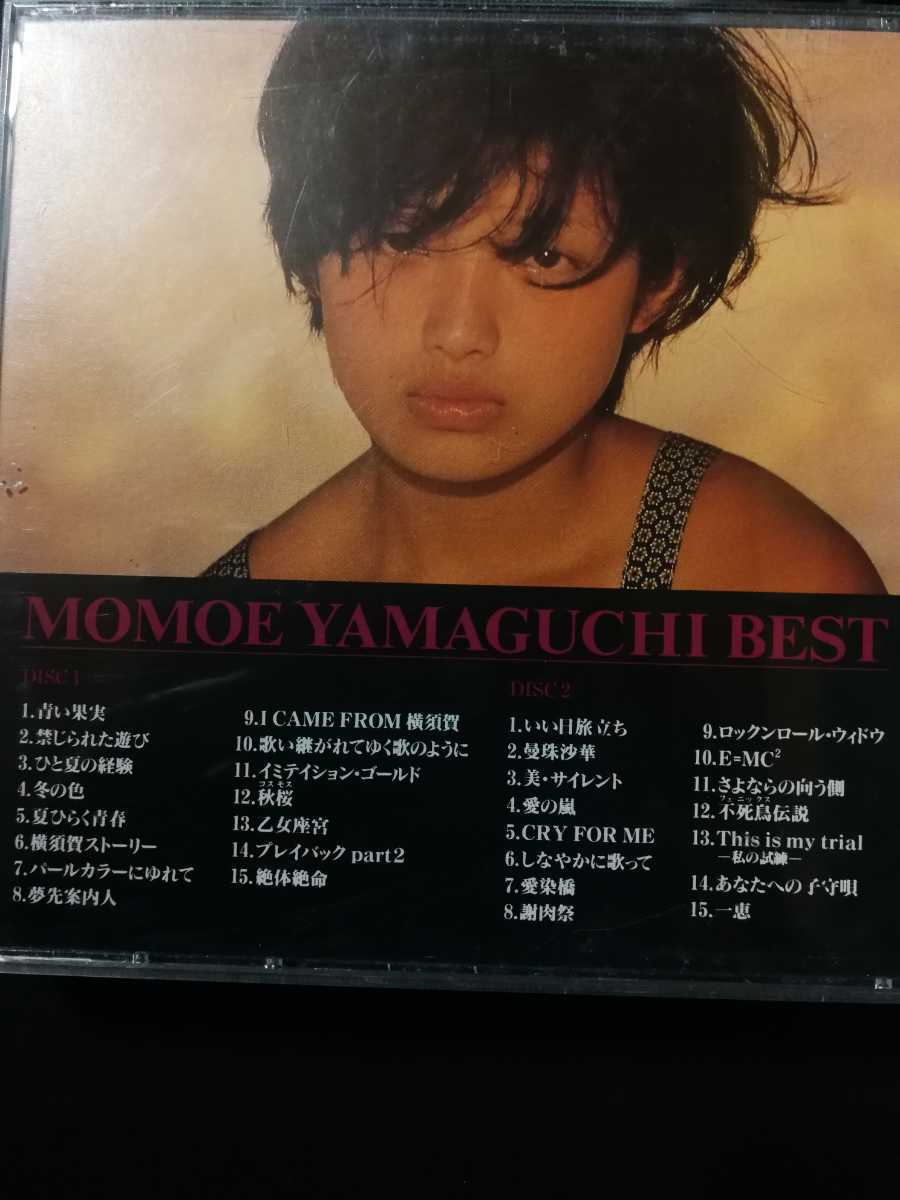 MOMOE YAMAGUCHI BEST
DISC 1
1.青い果実
2.禁じられた遊び
3.ひと夏の経験
4.冬の色
5.夏ひらく青春
6.横須賀ストーリー
7.パールカラーにゆれて
8.夢先案内人
9.I CAME FROM 横須賀
10.歌い継がれてゆく歌のように
11.イミテイション・ゴールド
コスモス
12.秋桜
13.乙女座宮
14.プレイバック part2
15.絶体絶命
DISC 2
1.いい日旅立ち
2.曼珠沙華
3.美・サイレント
4.愛の嵐
5.CRY FOR ME
6.しなやかに歌って
7.愛染橋
8.謝肉祭
9.ロックンロール・ウィドウ
10.E=MC²
11.さよならの向う側
フェニックス
12.不死鳥伝説
13.This is my trial
−私の試練−
14.あなたへの子守唄
15.一恵